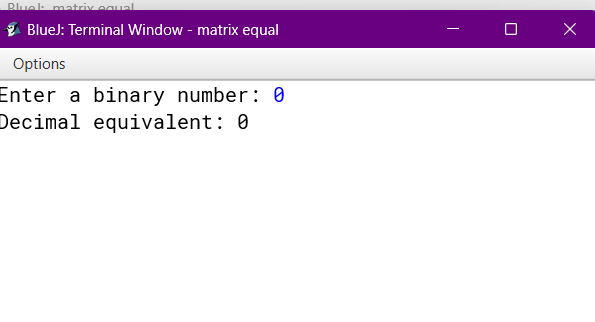 BlueJ: matrix equal
BlueJ: Terminal Window - matrix equal
Options
Enter a binary number: 0
Decimal equivalent: 0